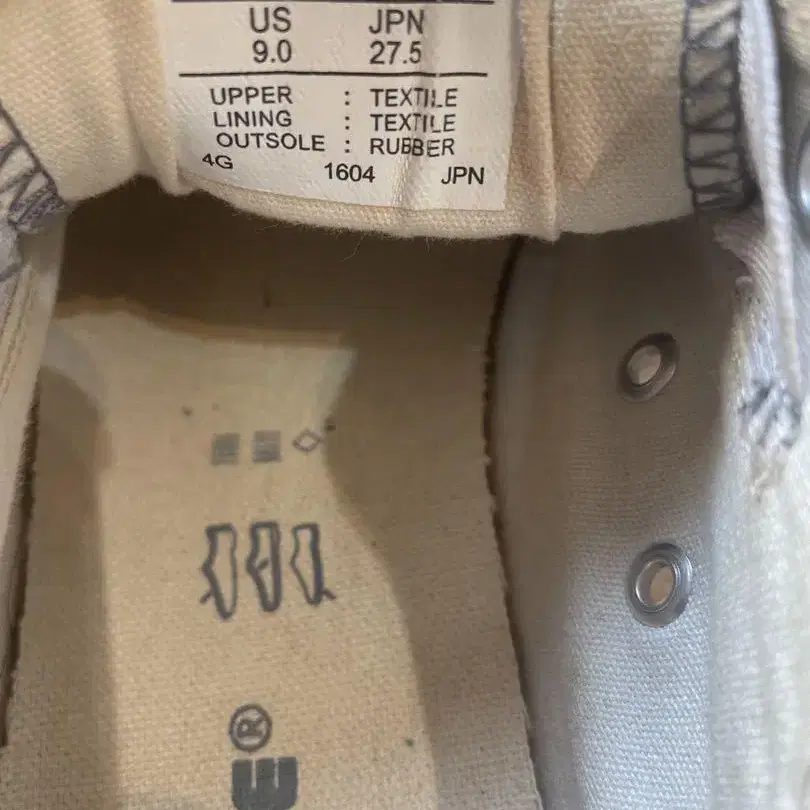 US JPN
9.0 27.5
UPPER : TEXTILE
LINING : TEXTILE
OUTSOLE : RUBBER
4G 1604 JPN
®
E